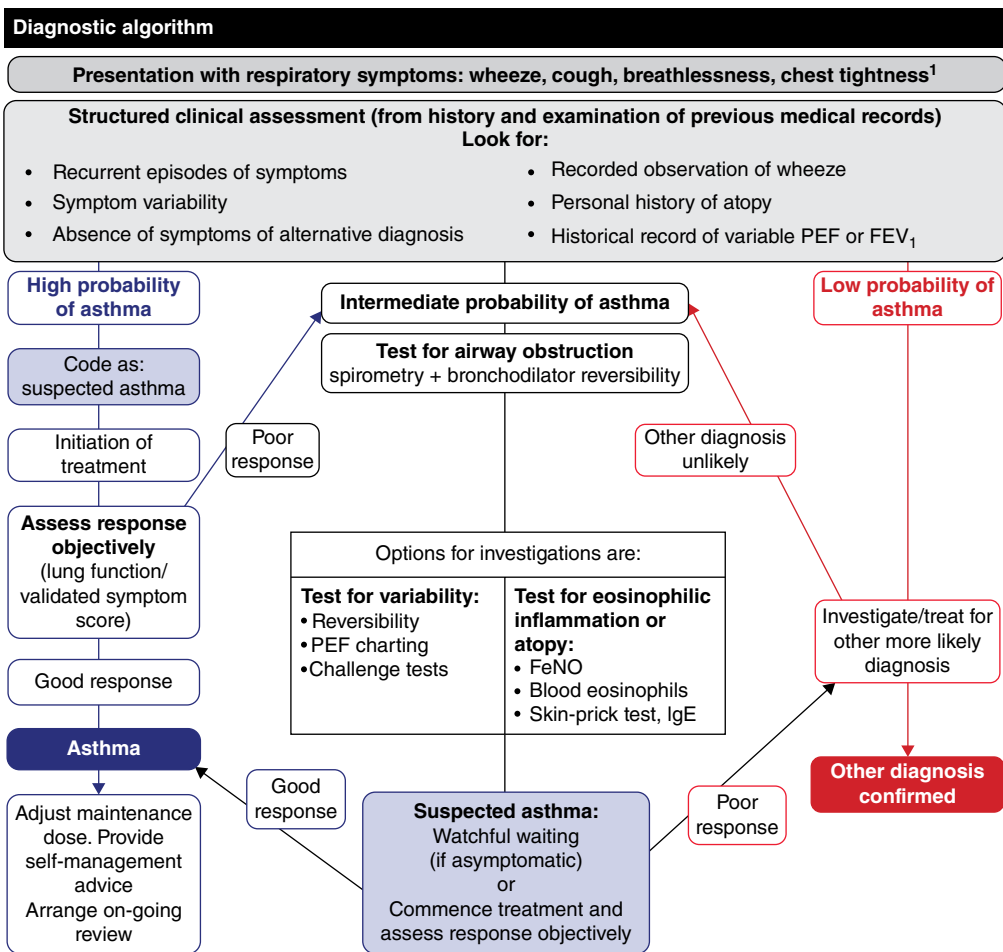 Diagnostic algorithm
Presentation with respiratory symptoms: wheeze, cough, breathlessness, chest tightness¹
Structured clinical assessment (from history and examination of previous medical records)
Look for:
• Recurrent episodes of symptoms
• Symptom variability
• Absence of symptoms of alternative diagnosis
• Recorded observation of wheeze
• Personal history of atopy
• Historical record of variable PEF or FEV₁
High probability
of asthma
Code as:
suspected asthma
Initiation of
treatment
Assess response
objectively
(lung function/
validated symptom
score)
Good response
Asthma
Adjust maintenance
dose. Provide
self-management
advice
Arrange on-going
review
Poor
response
Intermediate probability of asthma
Test for airway obstruction
spirometry + bronchodilator reversibility
Options for investigations are:
Test for variability:
• Reversibility
• PEF charting
• Challenge tests
Test for eosinophilic
inflammation or
atopy:
• FeNO
• Blood eosinophils
• Skin-prick test, IgE
Good
response
Suspected asthma:
Watchful waiting
(if asymptomatic)
or
Commence treatment and
assess response objectively
Poor
response
Low probability of
asthma
Other diagnosis
unlikely
Investigate/treat for
other more likely
diagnosis
Other diagnosis
confirmed